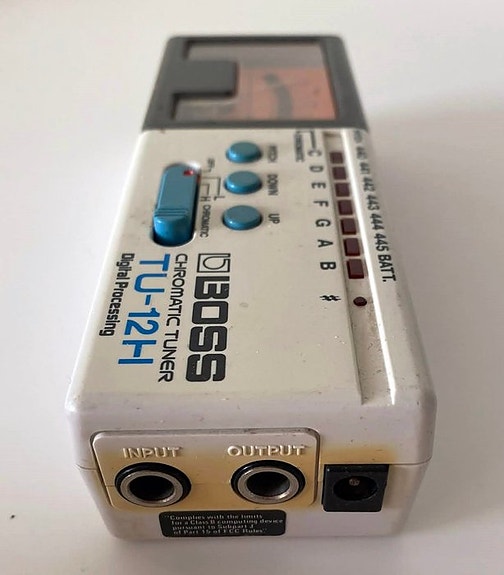 440 441 442 443 444 445 BATT.
CHROMATIC
C D E F G A B ♯
PITCH
DOWN
UP
OFF
L
H
CHROMATIC
BOSS
CHROMATIC TUNER
TU-12H
Digital Processing
INPUT
OUTPUT
"Complies with the limits
for a Class B computing device
pursuant to Subpart J
of Part 15 of FCC Rules"